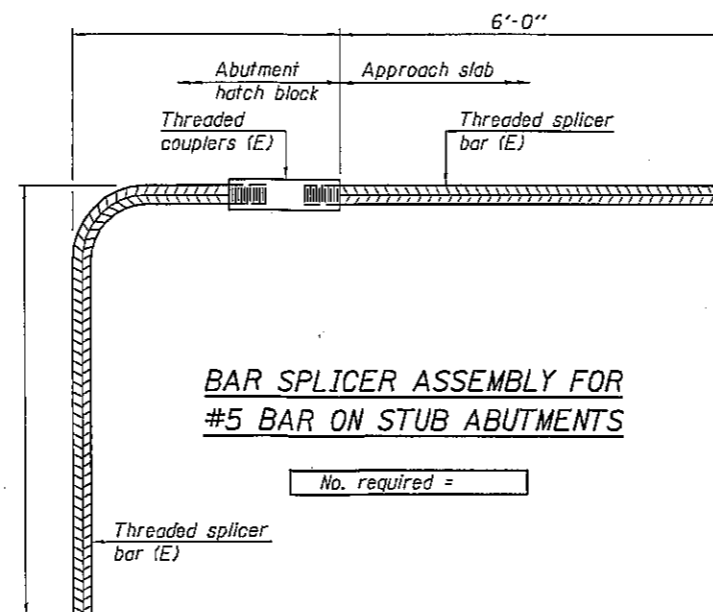 6'-0"
Abutment
hatch block
Approach slab
Threaded
couplers (E)
Threaded splicer
bar (E)
BAR SPLICER ASSEMBLY FOR
#5 BAR ON STUB ABUTMENTS
No. required =
Threaded splicer
bar (E)